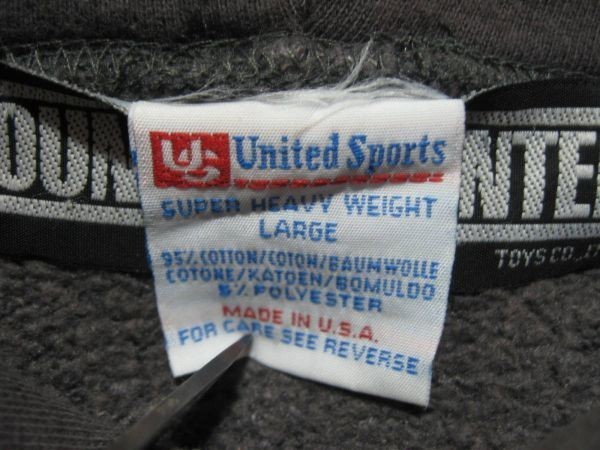 OUN
NTE
TOYS CO.,
US United Sports
SUPER HEAVY WEIGHT
LARGE
95% COTTON/COTON/BAUMWOLLE
COTONE/KATOEN/BOMULDO
5% POLYESTER
MADE IN U.S.A.
FOR CARE SEE REVERSE